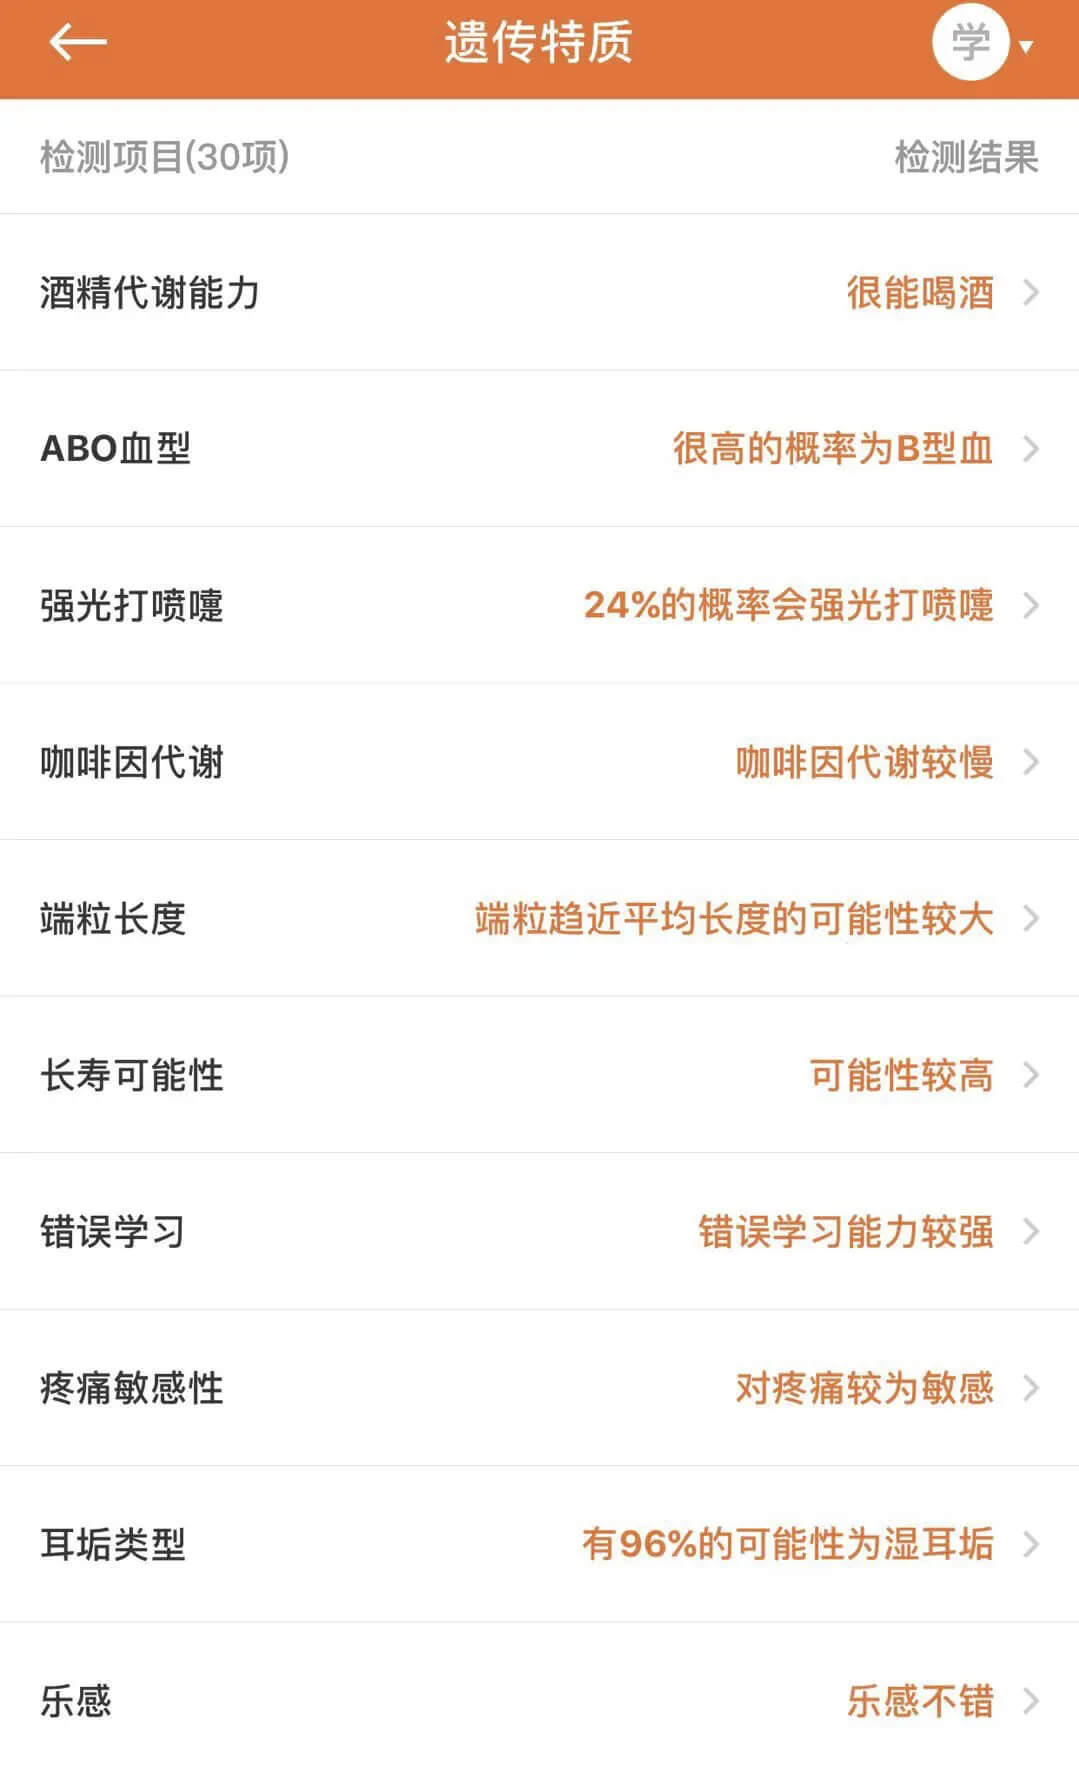 遗传特质
学
检测项目(30项) 检测结果
酒精代谢能力 很能喝酒
ABO血型 很高的概率为B型血
强光打喷嚏 24%的概率会强光打喷嚏
咖啡因代谢 咖啡因代谢较慢
端粒长度 端粒趋近平均长度的可能性较大
长寿可能性 可能性较高
错误学习 错误学习能力较强
疼痛敏感性 对疼痛较为敏感
耳垢类型 有96%的可能性为湿耳垢
乐感 乐感不错